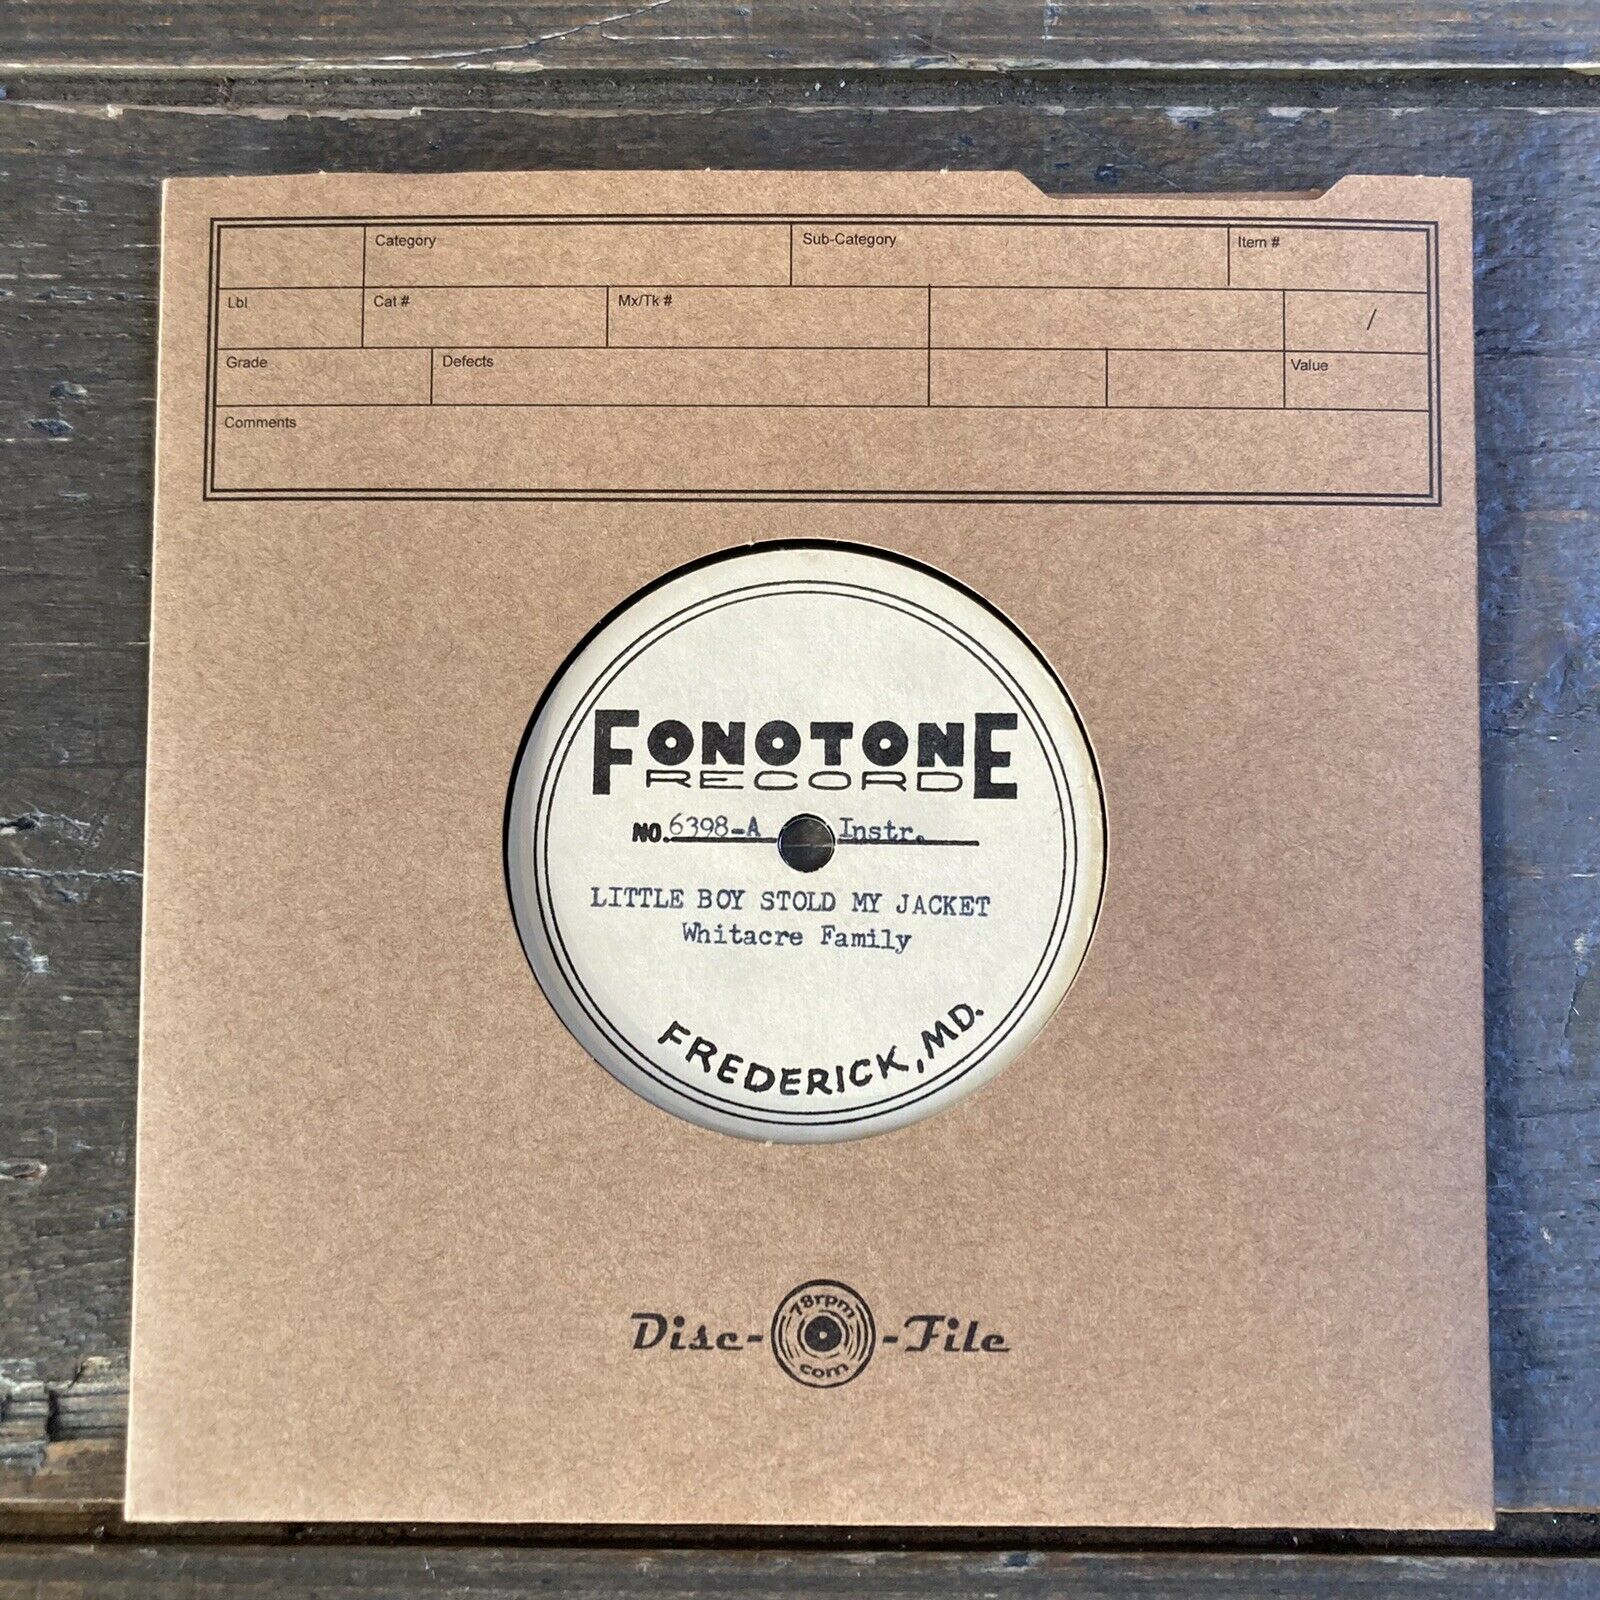 Category Sub-Category Item #
Lbl Cat # Mx/Tk # /
Grade Defects Value
Comments
FONOTONE
RECORD
NO. 6398-A Instr.
LITTLE BOY STOLD MY JACKET
Whitacre Family
FREDERICK, MD.
Disc- 78rpm com -File